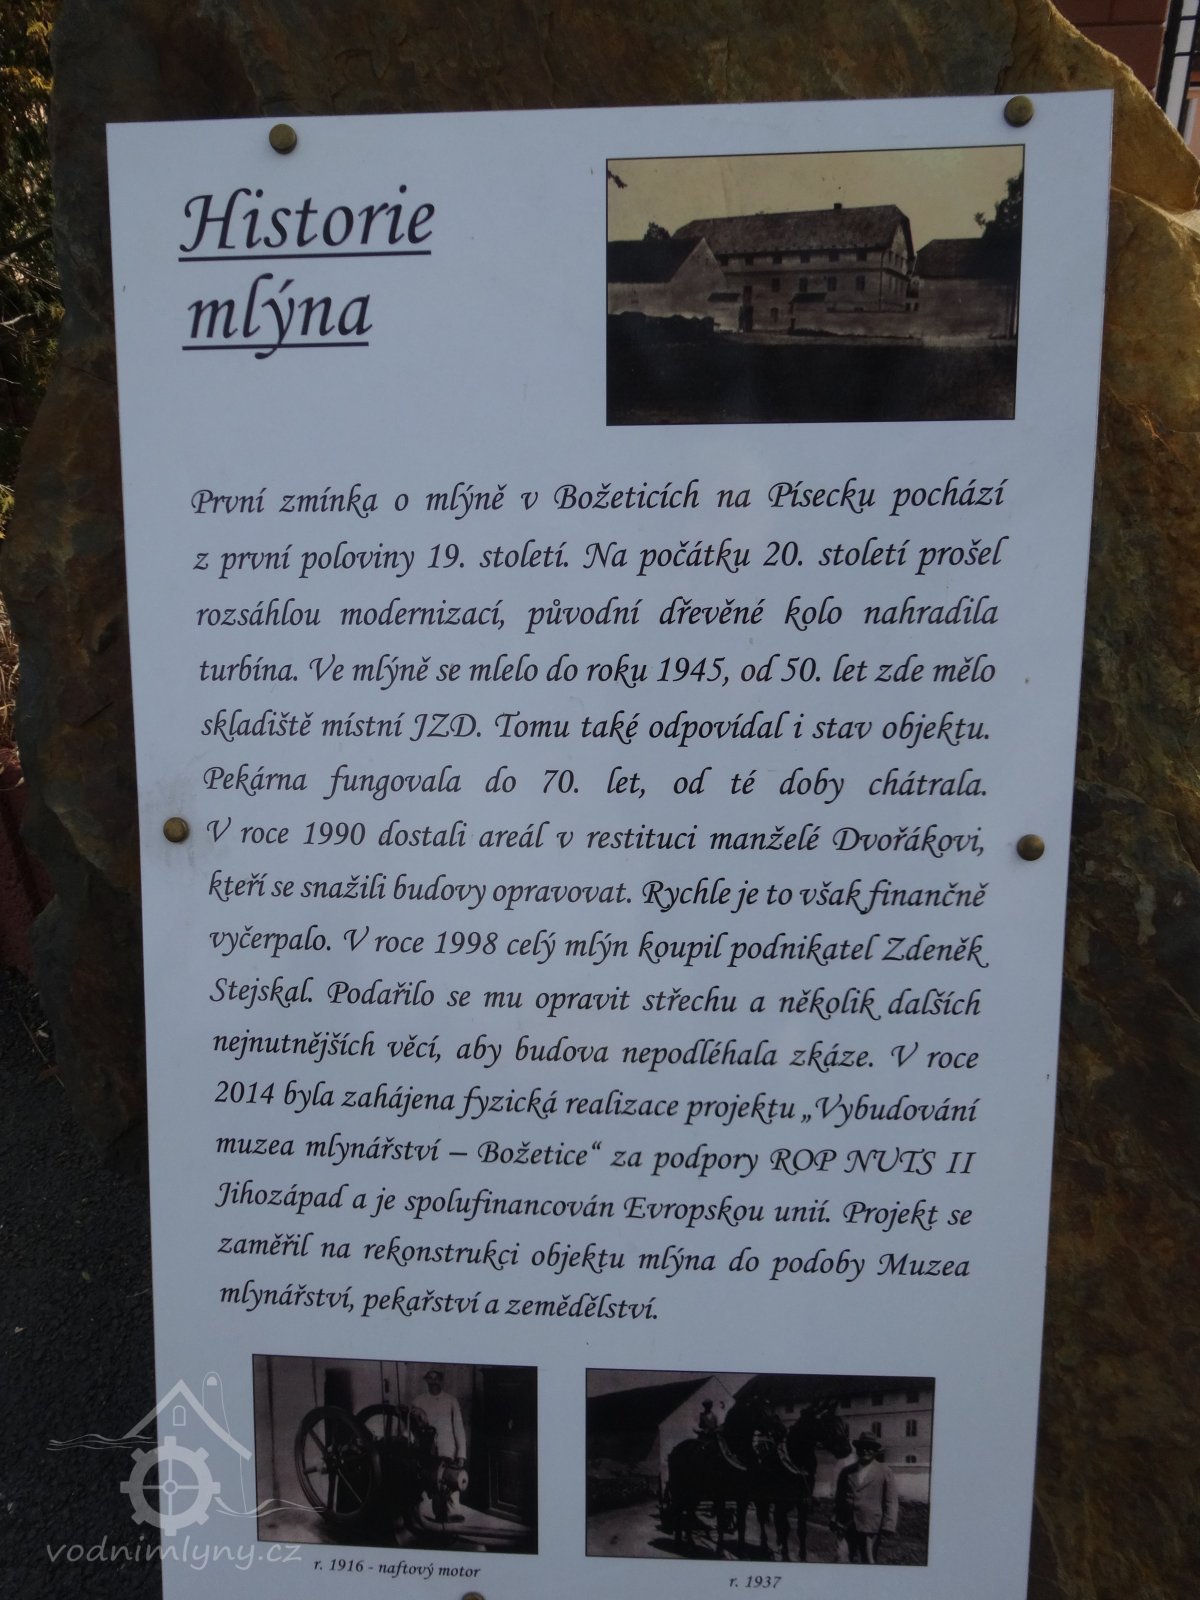 Historie
mlýna
První zmínka o mlýně v Božeticích na Písecku pochází
z první poloviny 19. století. Na počátku 20. století prošel
rozsáhlou modernizací, původní dřevěné kolo nahradila
turbína. Ve mlýně se mlelo do roku 1945, od 50. let zde mělo
skladiště místní JZD. Tomu také odpovídal i stav objektu.
Pekárna fungovala do 70. let, od té doby chátrala.
V roce 1990 dostali areál v restituci manželé Dvořákovi,
kteří se snažili budovy opravovat. Rychle je to však finančně
vyčerpalo. V roce 1998 celý mlýn koupil podnikatel Zdeněk
Stejskal. Podařilo se mu opravit střechu a několik dalších
nejnutnějších věcí, aby budova nepodléhala zkáze. V roce
2014 byla zahájena fyzická realizace projektu „Vybudování
muzea mlynářství – Božetice“ za podpory ROP NUTS II
Jihozápad a je spolufinancován Evropskou unií. Projekt se
zaměřil na rekonstrukci objektu mlýna do podoby Muzea
mlynářství, pekařství a zemědělství.
r. 1916 - naftový motor
r. 1937
vodnimlyny.cz